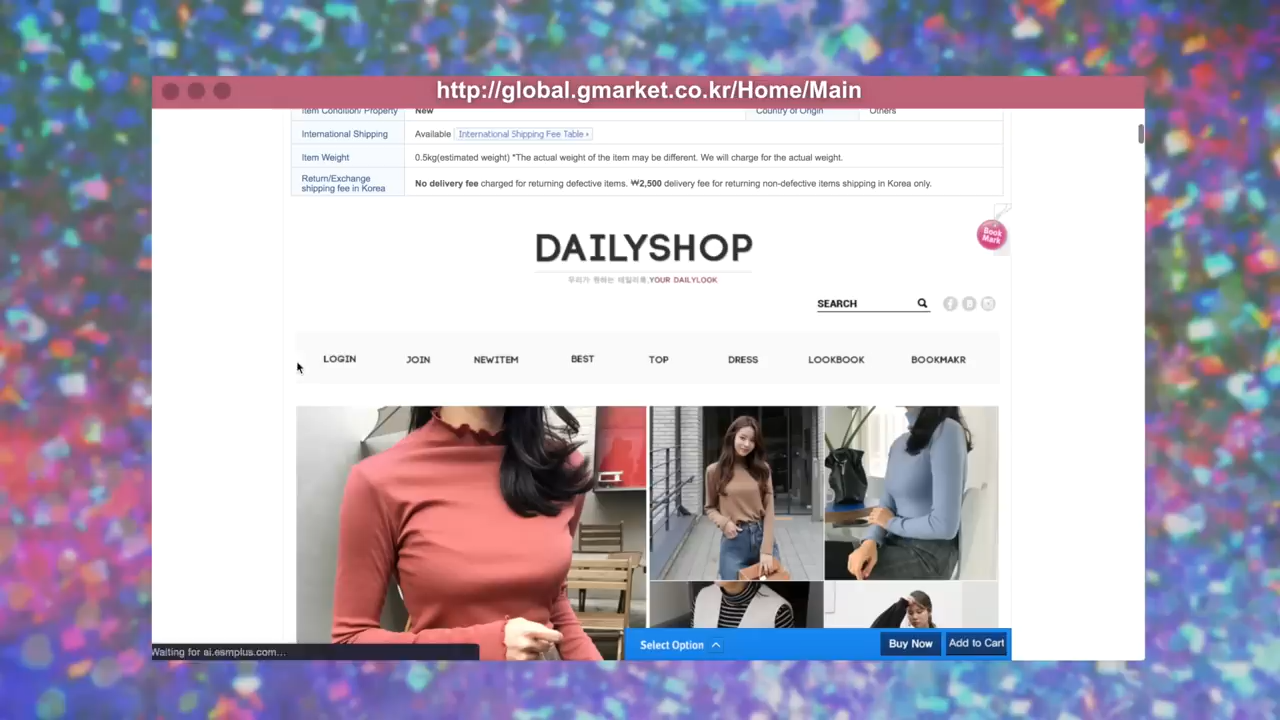 http://global.gmarket.co.kr/Home/Main
Item Condition/ Property New Country of Origin Others
International Shipping Available International Shipping Fee Table
Item Weight 0.5kg(estimated weight) *The actual weight of the item may be different. We will charge for the actual weight.
Return/Exchange
shipping fee in Korea
No delivery fee charged for returning defective items. ₩2,500 delivery fee for returning non-defective items shipping in Korea only.
Book
Mark
DAILYSHOP
우리가 원하는 데일리룩,YOUR DAILYLOOK
SEARCH
LOGIN JOIN NEWITEM BEST TOP DRESS LOOKBOOK BOOKMAKR
Select Option Buy Now Add to Cart
Waiting for ai.esmplus.com...